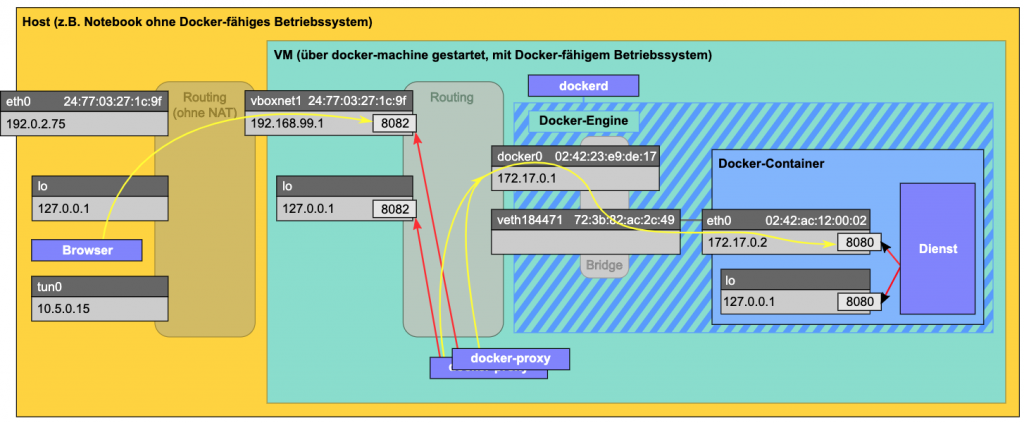 Host (z.B. Notebook ohne Docker-fähiges Betriebssystem)
VM (über docker-machine gestartet, mit Docker-fähigem Betriebssystem)
dockerd
Docker-Engine
Routing
(ohne NAT)
Routing
eth0 24:77:03:27:1c:9f
192.0.2.75
vboxnet1 24:77:03:27:1c:9f
192.168.99.1
8082
docker0 02:42:23:e9:de:17
172.17.0.1
Docker-Container
lo
127.0.0.1
lo
127.0.0.1
8082
veth184471 72:3b:82:ac:2c:49
eth0 02:42:ac:12:00:02
172.17.0.2
8080
Dienst
Browser
Bridge
tun0
10.5.0.15
lo
127.0.0.1
8080
docker-proxy